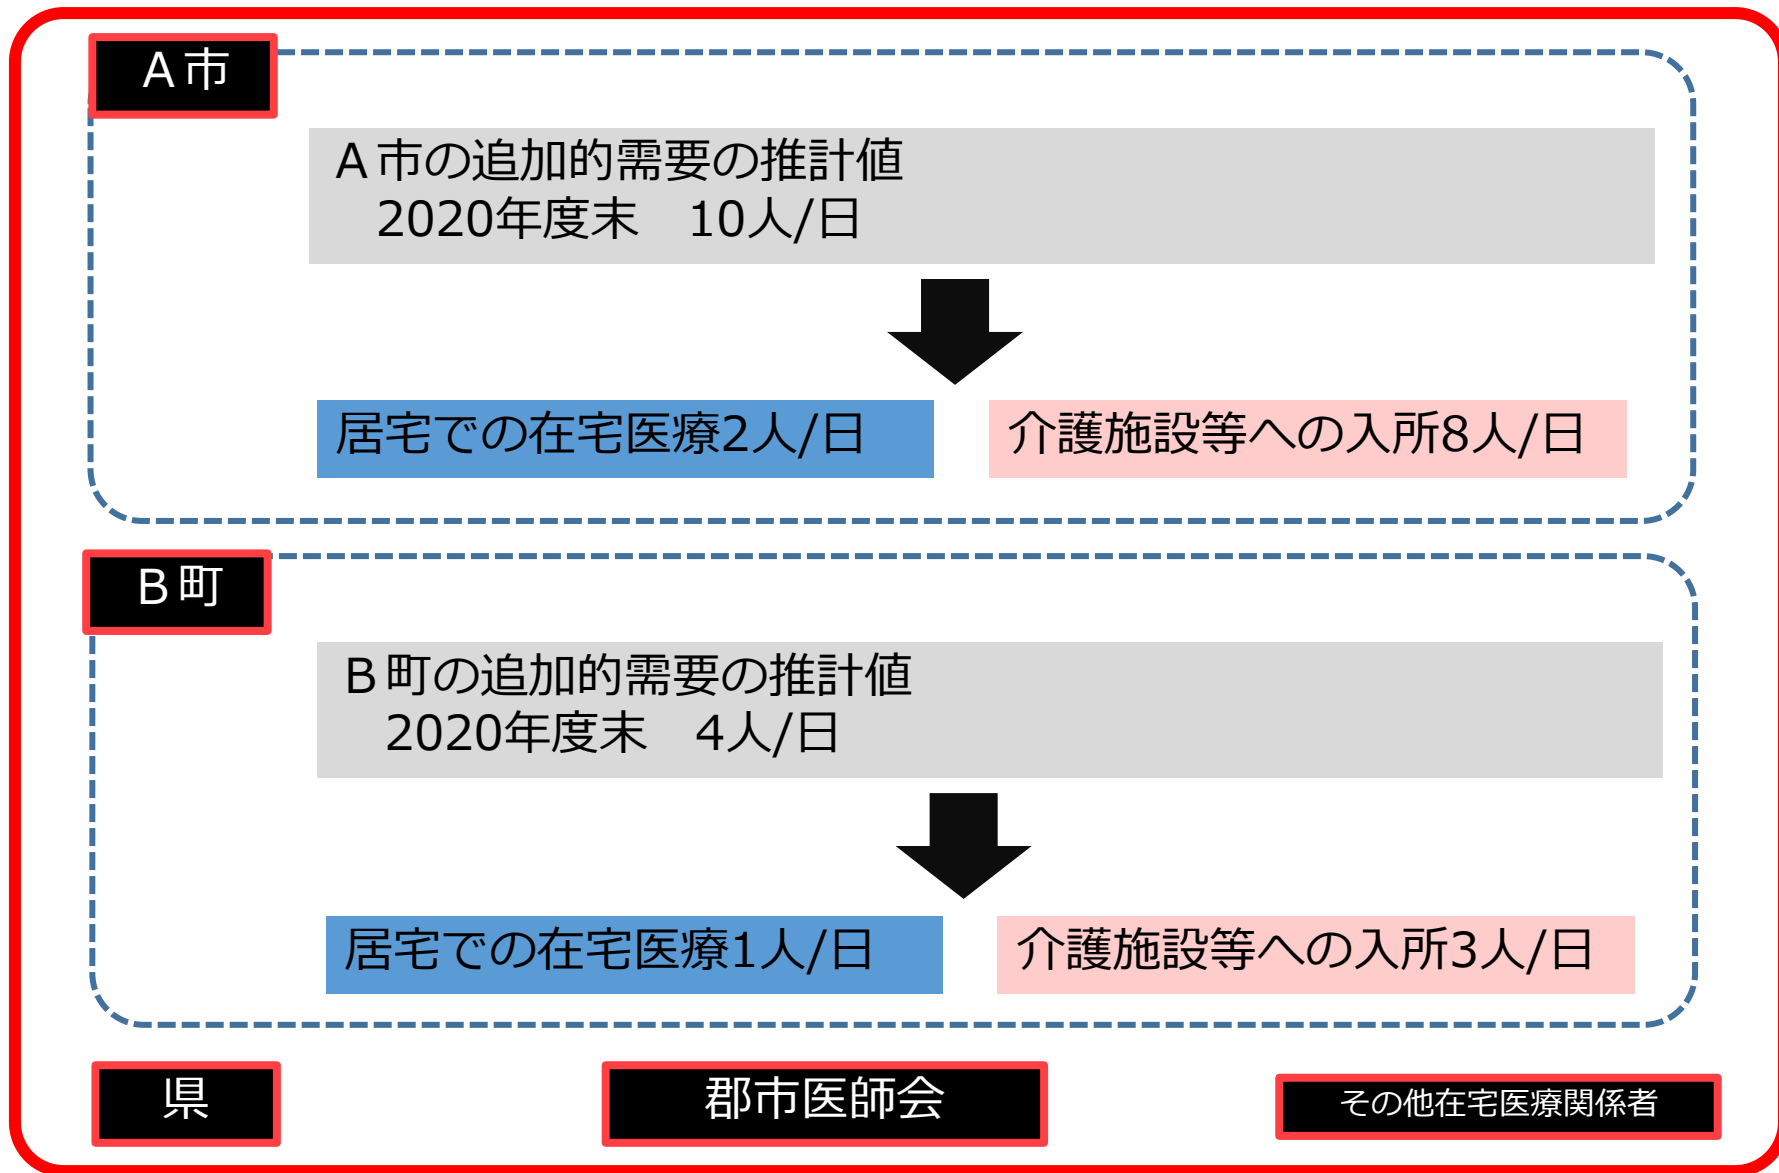 A市
A市の追加的需要の推計値
2020年度末　10人/日
居宅での在宅医療2人/日
介護施設等への入所8人/日
B町
B町の追加的需要の推計値
2020年度末　4人/日
居宅での在宅医療1人/日
介護施設等への入所3人/日
県
郡市医師会
その他在宅医療関係者